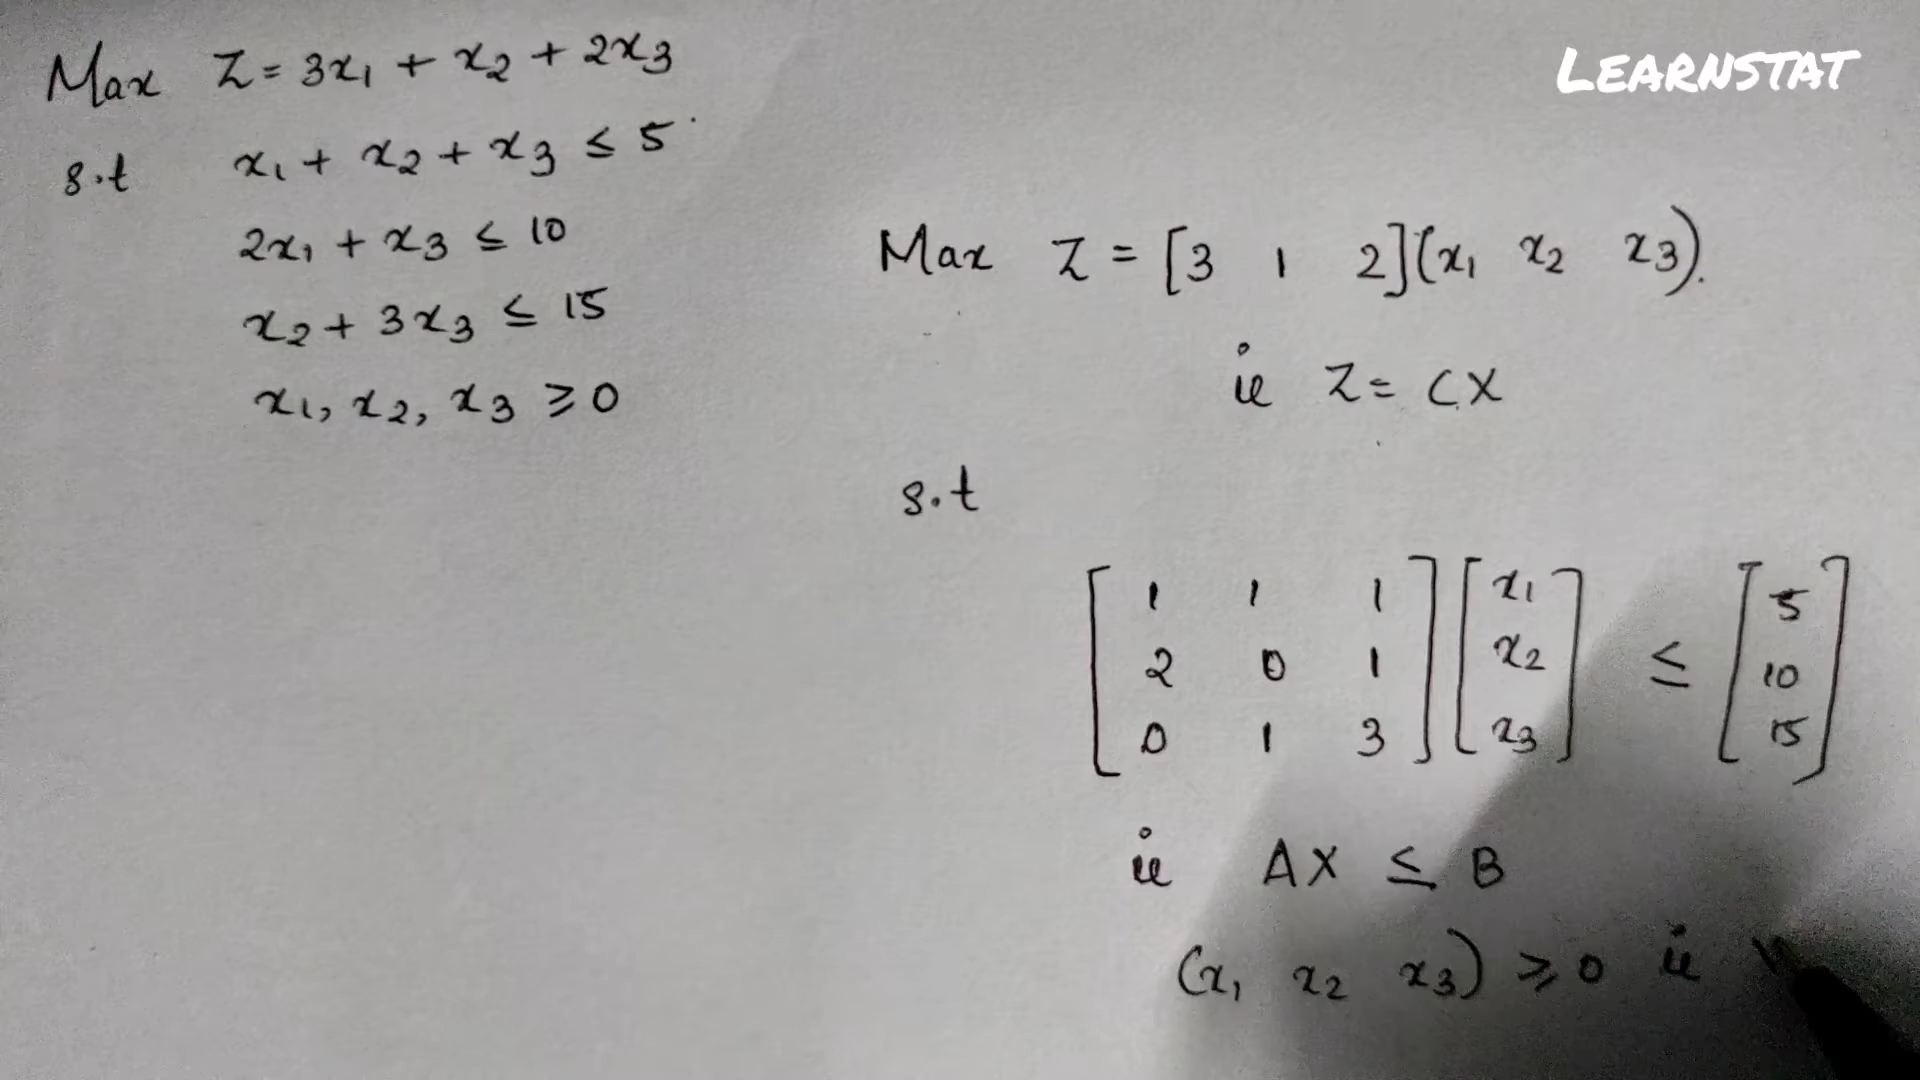 Max Z = 3x₁ + x₂ + 2x₃
s.t x₁ + x₂ + x₃ ≤ 5
2x₁ + x₃ ≤ 10
x₂ + 3x₃ ≤ 15
x₁, x₂, x₃ ≥ 0
LEARNSTAT
Max Z = [3 1 2](x₁ x₂ x₃).
ie Z = CX
s.t
[1 1 1] [x₁] [5]
[2 0 1] [x₂] ≤ [10]
[0 1 3] [x₃] [15]
ie AX ≤ B
(x₁ x₂ x₃) ≥ 0 ie